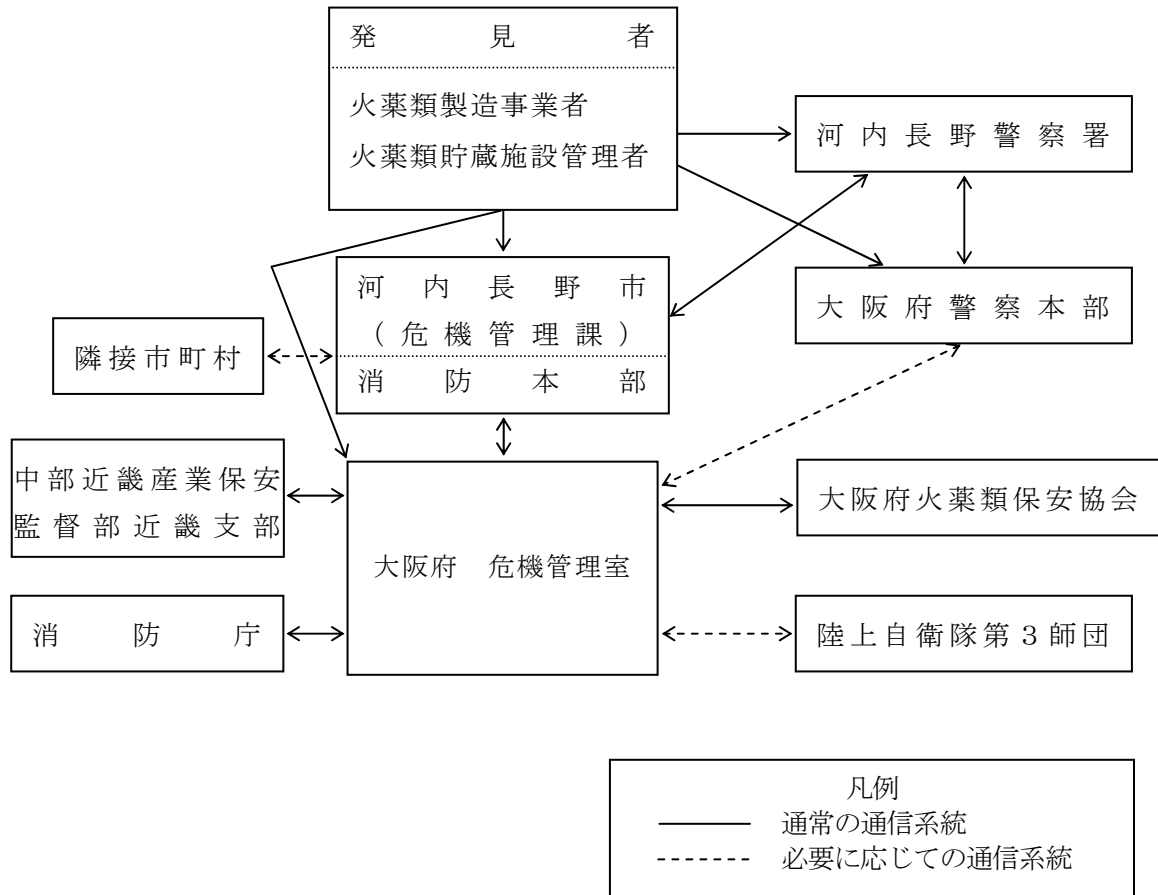 発見者
火薬類製造事業者
火薬類貯蔵施設管理者
河内長野警察署
河内長野市
(危機管理課)
消防本部
大阪府警察本部
隣接市町村
中部近畿産業保安
監督部近畿支部
大阪府 危機管理室
大阪府火薬類保安協会
消防庁
陸上自衛隊第3師団
凡例
通常の通信系統
必要に応じての通信系統